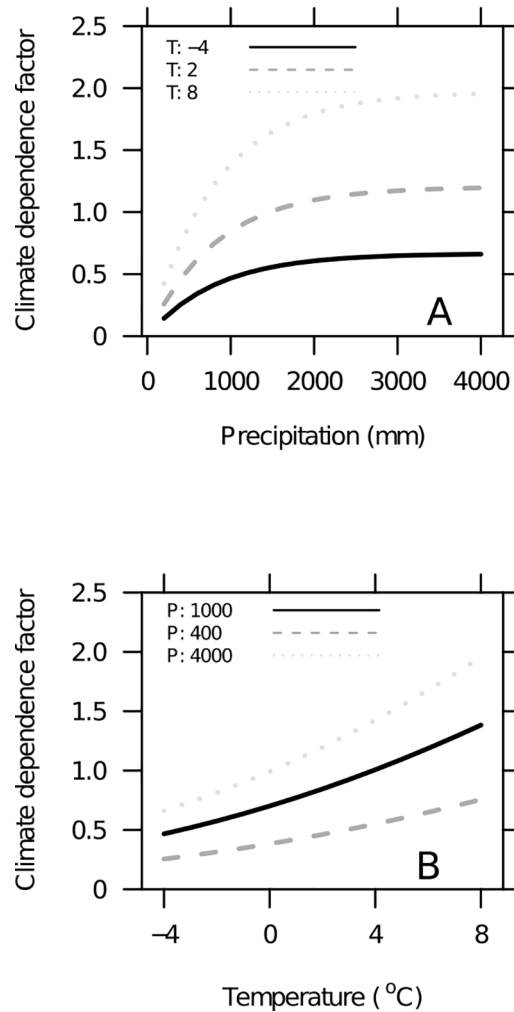 Climate dependence factor
2.5
2.0
1.5
1.0
0.5
0
T: −4
T: 2
T: 8
A
0 1000 2000 3000 4000
Precipitation (mm)
Climate dependence factor
2.5
2.0
1.5
1.0
0.5
0
P: 1000
P: 400
P: 4000
B
−4 0 4 8
Temperature (°C)